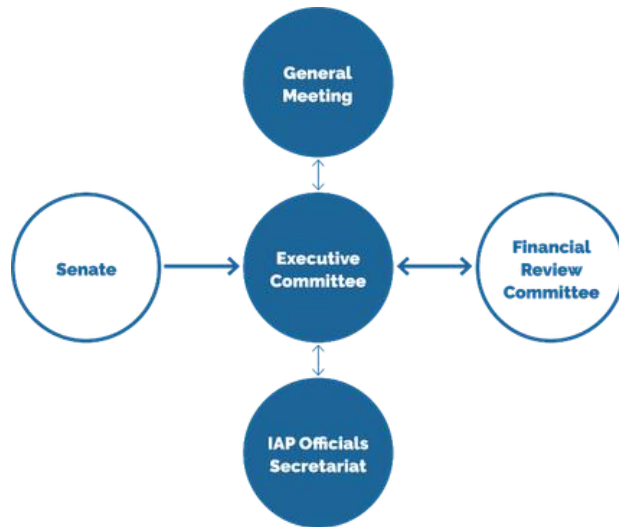 General
Meeting
Senate
Executive
Committee
Financial
Review
Committee
IAP Officials
Secretariat